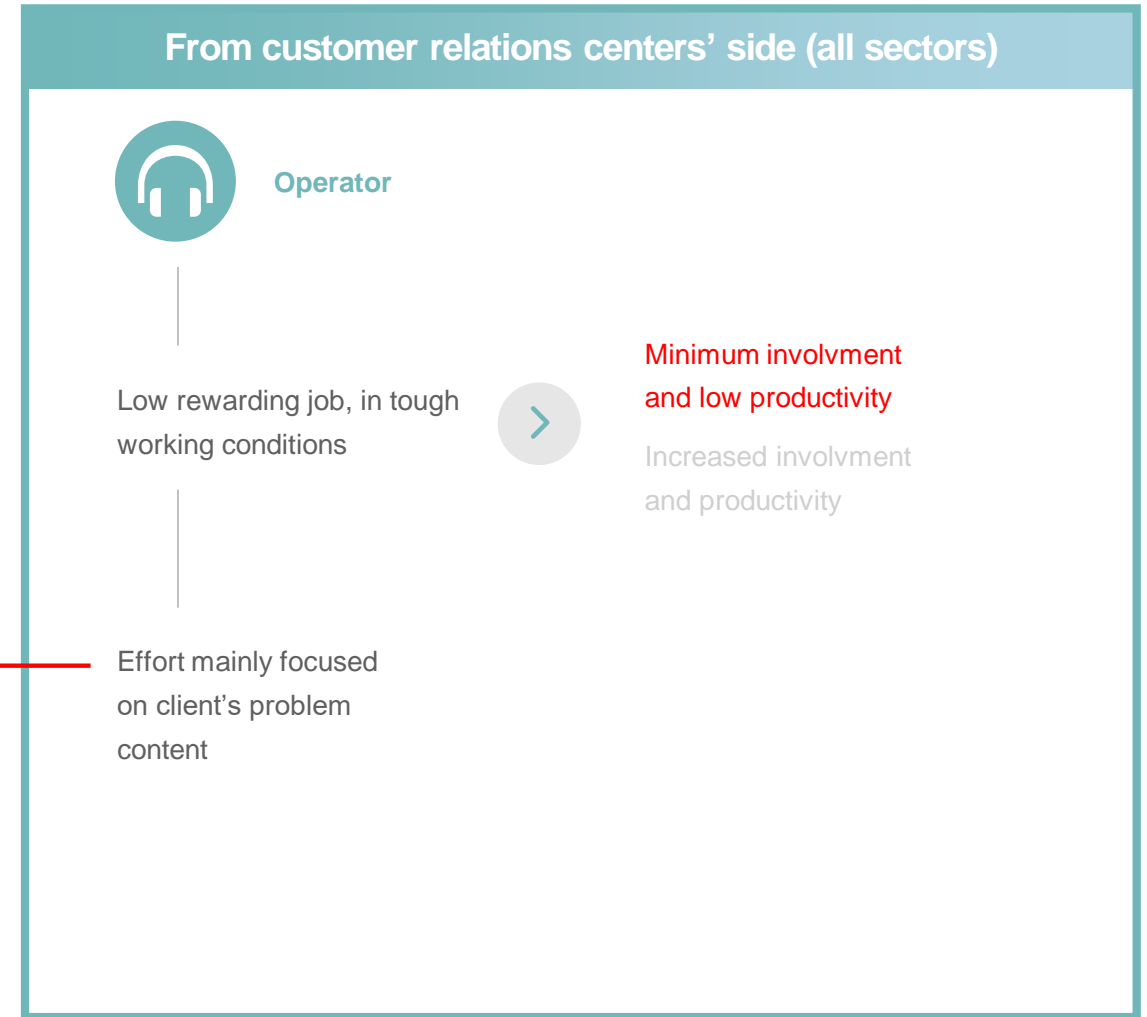 From customer relations centers’ side (all sectors)
Operator
Low rewarding job, in tough
working conditions
Minimum involvment
and low productivity
Increased involvment
and productivity
Effort mainly focused
on client’s problem
content